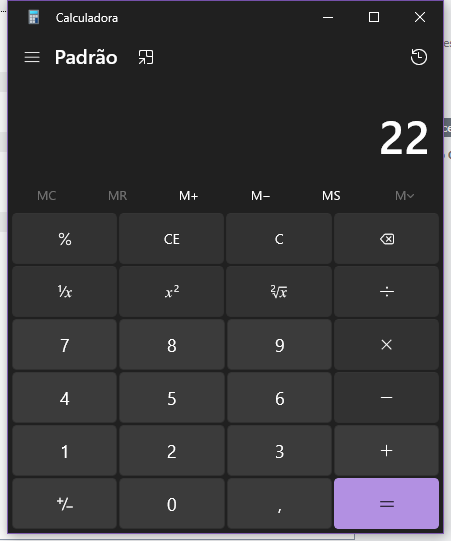 Calculadora
Padrão
22
MC MR M+ M− MS M
% CE C
¹/x x² ²√x ÷
7 8 9 ×
4 5 6 −
1 2 3 +
+/− 0 , =